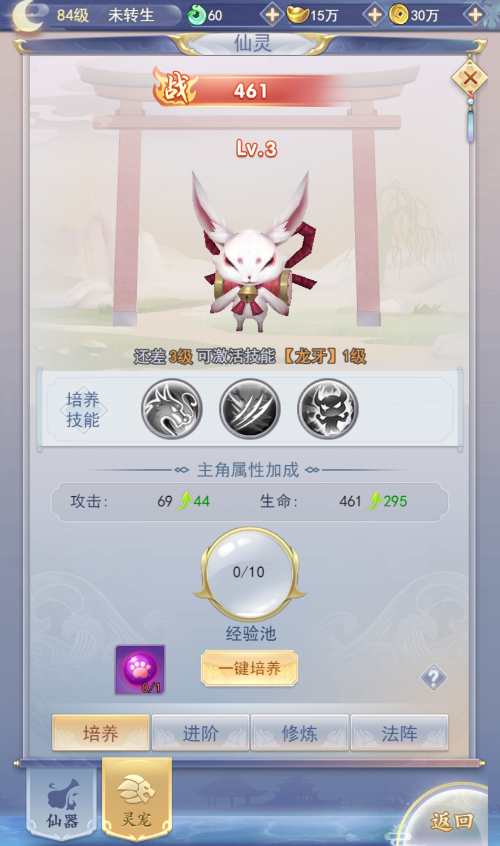 84级 未转生 60 15万 30万
仙灵
战 461
Lv.3
还差3级可激活技能【龙牙】1级
培养
技能
主角属性加成
攻击: 69 44 生命: 461 295
0/10
经验池
0/1
一键培养
?
培养 进阶 修炼 法阵
仙器 灵宠 返回